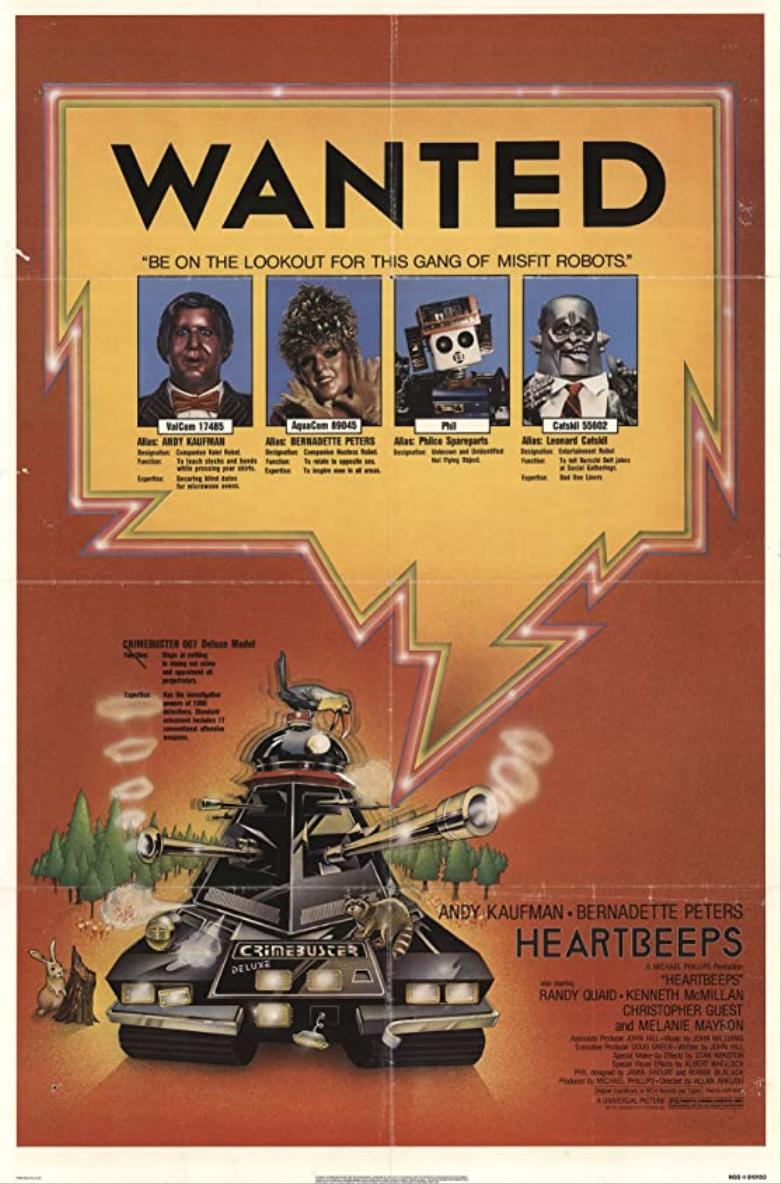 WANTED
“BE ON THE LOOKOUT FOR THIS GANG OF MISFIT ROBOTS.”
ValCom 17485
AquaCom 89045
Phil
Catskil 55602
Alias: ANDY KAUFMAN
Designation: Companion Valet Robot.
Function: To teach stocks and bonds
while pressing your shirts.
Expertise: Securing blind dates
for microwave ovens.
Alias: BERNADETTE PETERS
Designation: Companion Hostess Robot.
Function: To relate to opposite sex.
Expertise: To inspire men in all areas.
Alias: Philco Spareparts
Designation: Unknown and Unidentified
Not Flying Object.
Alias: Leonard Catskil
Designation: Entertainment Robot
Function: To tell Borscht Belt jokes
at Social Gatherings.
Expertise: Bad One Liners
CRIMEBUSTER 007 Deluxe Model
Function: Stops at nothing
to stamp out crime
and apprehend all
perpetrators.
Expertise: Has the investigative
powers of 1000
detectives. Standard
armament includes 17
conventional offensive
weapons.
CRIMEBUSTER
DELUXE
ANDY KAUFMAN • BERNADETTE PETERS
HEARTBEEPS
A MICHAEL PHILLIPS Production
"HEARTBEEPS"
also starring
RANDY QUAID • KENNETH McMILLAN
CHRISTOPHER GUEST
and MELANIE MAYRON
Associate Producer JOHN HILL • Music by JOHN WILLIAMS
Executive Producer DOUG GREEN • Written by JOHN HILL
Special Make-Up Effects by STAN WINSTON
Special Visual Effects by ALBERT WHITLOCK
PHIL designed by JAMIE SHOURT and ROBBIE BLALACK
Produced by MICHAEL PHILLIPS • Directed by ALLAN ARKUSH
A UNIVERSAL PICTURE